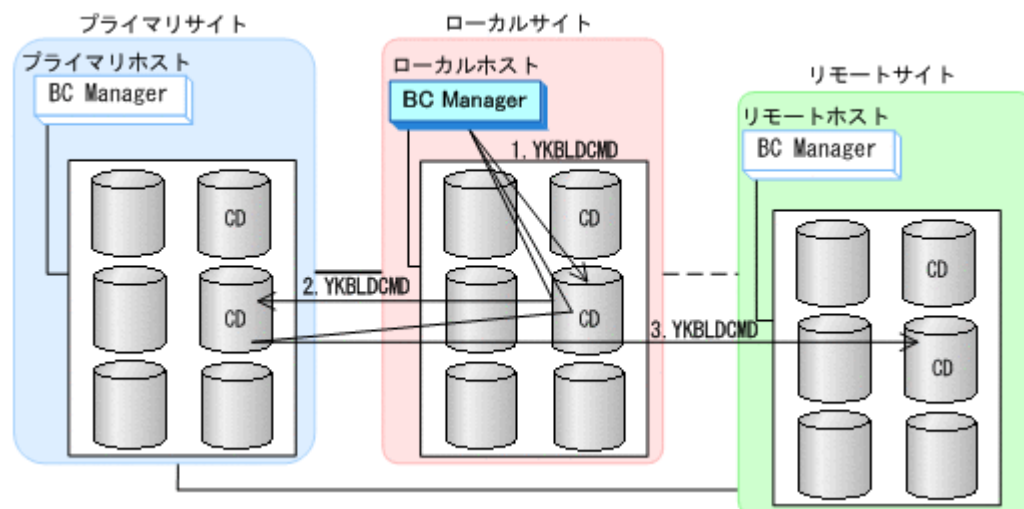 プライマリサイト
プライマリホスト
BC Manager
CD
CD
ローカルサイト
ローカルホスト
BC Manager
1. YKBLDCMD
CD
2. YKBLDCMD
CD
リモートサイト
リモートホスト
BC Manager
CD
3. YKBLDCMD
CD